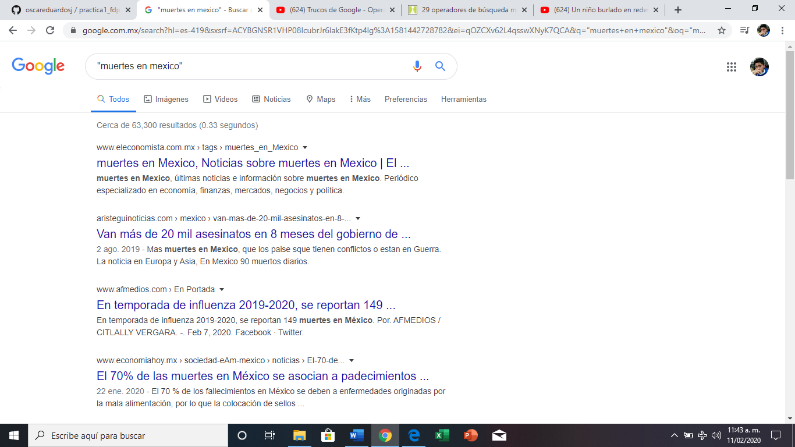 oscareduardosj / practica1_fdp
"muertes en mexico" - Buscar
(624) Trucos de Google - Oper
29 operadores de búsqueda m
(624) Un niño burlado en rede
google.com.mx/search?hl=es-419&sxsrf=ACYBGNSR1VHP08IcubrJr6lakE3fKtp4lg%3A1581442728782&ei=qOZCXv62L4qsswXNyK7QCA&q="muertes+en+mexico"&oq="m...
Google
"muertes en mexico"
Todos
Imágenes
Videos
Noticias
Maps
Más
Preferencias
Herramientas
Cerca de 63,300 resultados (0.33 segundos)
www.eleconomista.com.mx › tags › muertes_en_Mexico
muertes en Mexico, Noticias sobre muertes en Mexico | El ...
muertes en Mexico, últimas noticias e información sobre muertes en Mexico. Periódico
especializado en economía, finanzas, mercados, negocios y política.
aristeguinoticias.com › mexico › van-mas-de-20-mil-asesinatos-en-8-...
Van más de 20 mil asesinatos en 8 meses del gobierno de ...
2 ago. 2019 - Mas muertes en Mexico, que los paise sque tienen conflictos o estan en Guerra.
La noticia en Europa y Asia, En Mexico 90 muertos diarios.
www.afmedios.com › En Portada
En temporada de influenza 2019-2020, se reportan 149 ...
En temporada de influenza 2019-2020, se reportan 149 muertes en México. Por. AFMEDIOS /
CITLALLY VERGARA. -. Feb 7, 2020. Facebook · Twitter.
www.economiahoy.mx › sociedad-eAm-mexico › noticias › El-70-de...
El 70% de las muertes en México se asocian a padecimientos ...
22 ene. 2020 - El 70 % de los fallecimientos en México se deben a enfermedades originadas por
la mala alimentación, por lo que la colocación de sellos ...
Escribe aquí para buscar
11:43 a. m.
11/02/2020